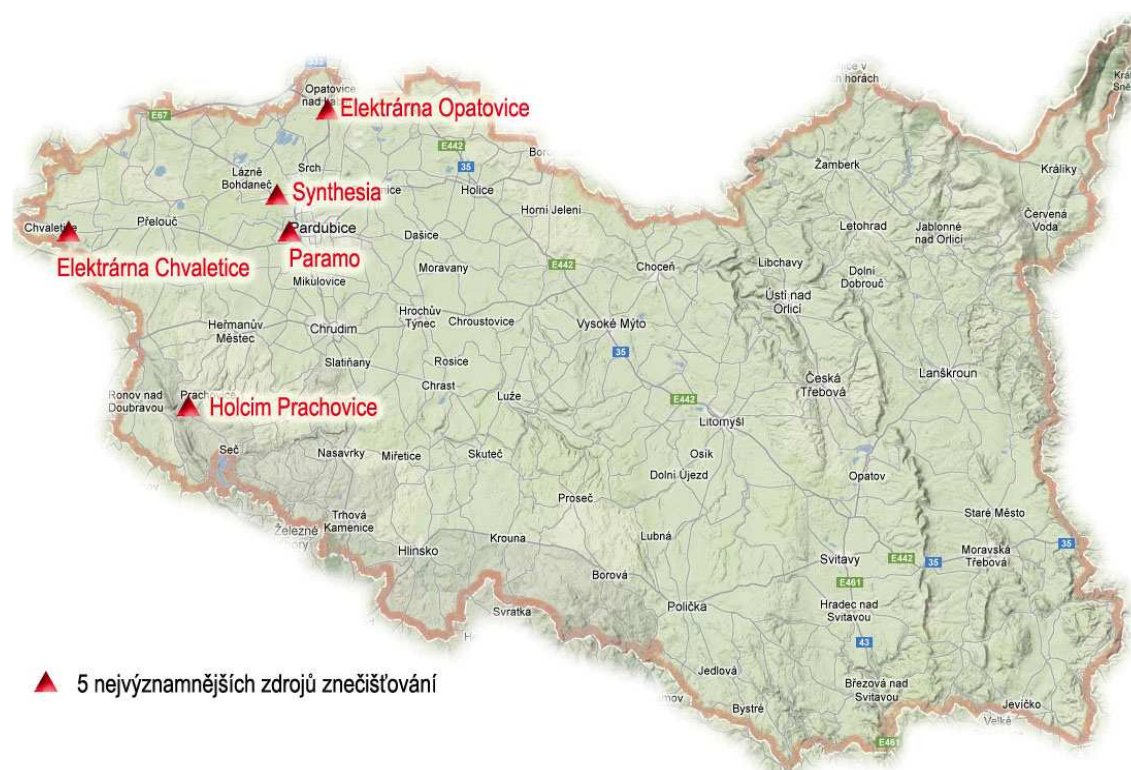 Opatovice
Elektrárna Opatovice
E67
E442
35
Žamberk
Králiky
Srch
Lázně
Bohdaneč
Synthesia
Holice
Horní Jelení
Chvaletice
Přelouč
Pardubice
Dašice
Letohrad
Jablonné
nad Orlicí
Červená
Voda
Elektrárna Chvaletice
Paramo
Moravany
E442
Choceň
Libchavy
Dolní
Dobrouč
Mikulovice
Ústí nad
Orlicí
Heřmanův
Městec
Chrudim
Hrochův
Týnec
Chroustovice
Vysoké Mýto
35
Slatiňany
Rosice
Chrast
Luže
Česká
Třebová
Lanškroun
Ronov nad
Doubravou
Holcim Prachovice
E442
Litomyšl
Seč
Nasavrky
Miřetice
Skuteč
Osík
Dolní Újezd
Opatov
Proseč
Trhová
Kamenice
Železné
Staré Město
Hlinsko
Krouna
Lubná
Svitavy
E442
35
Moravská
Třebová
35
Borová
E461
Polička
Hradec nad
Svitavou
Svratka
43
Jedlová
Březová nad
Svitavou
Bystré
Jevíčko
Velké
E461
5 nejvýznamnějších zdrojů znečišťování